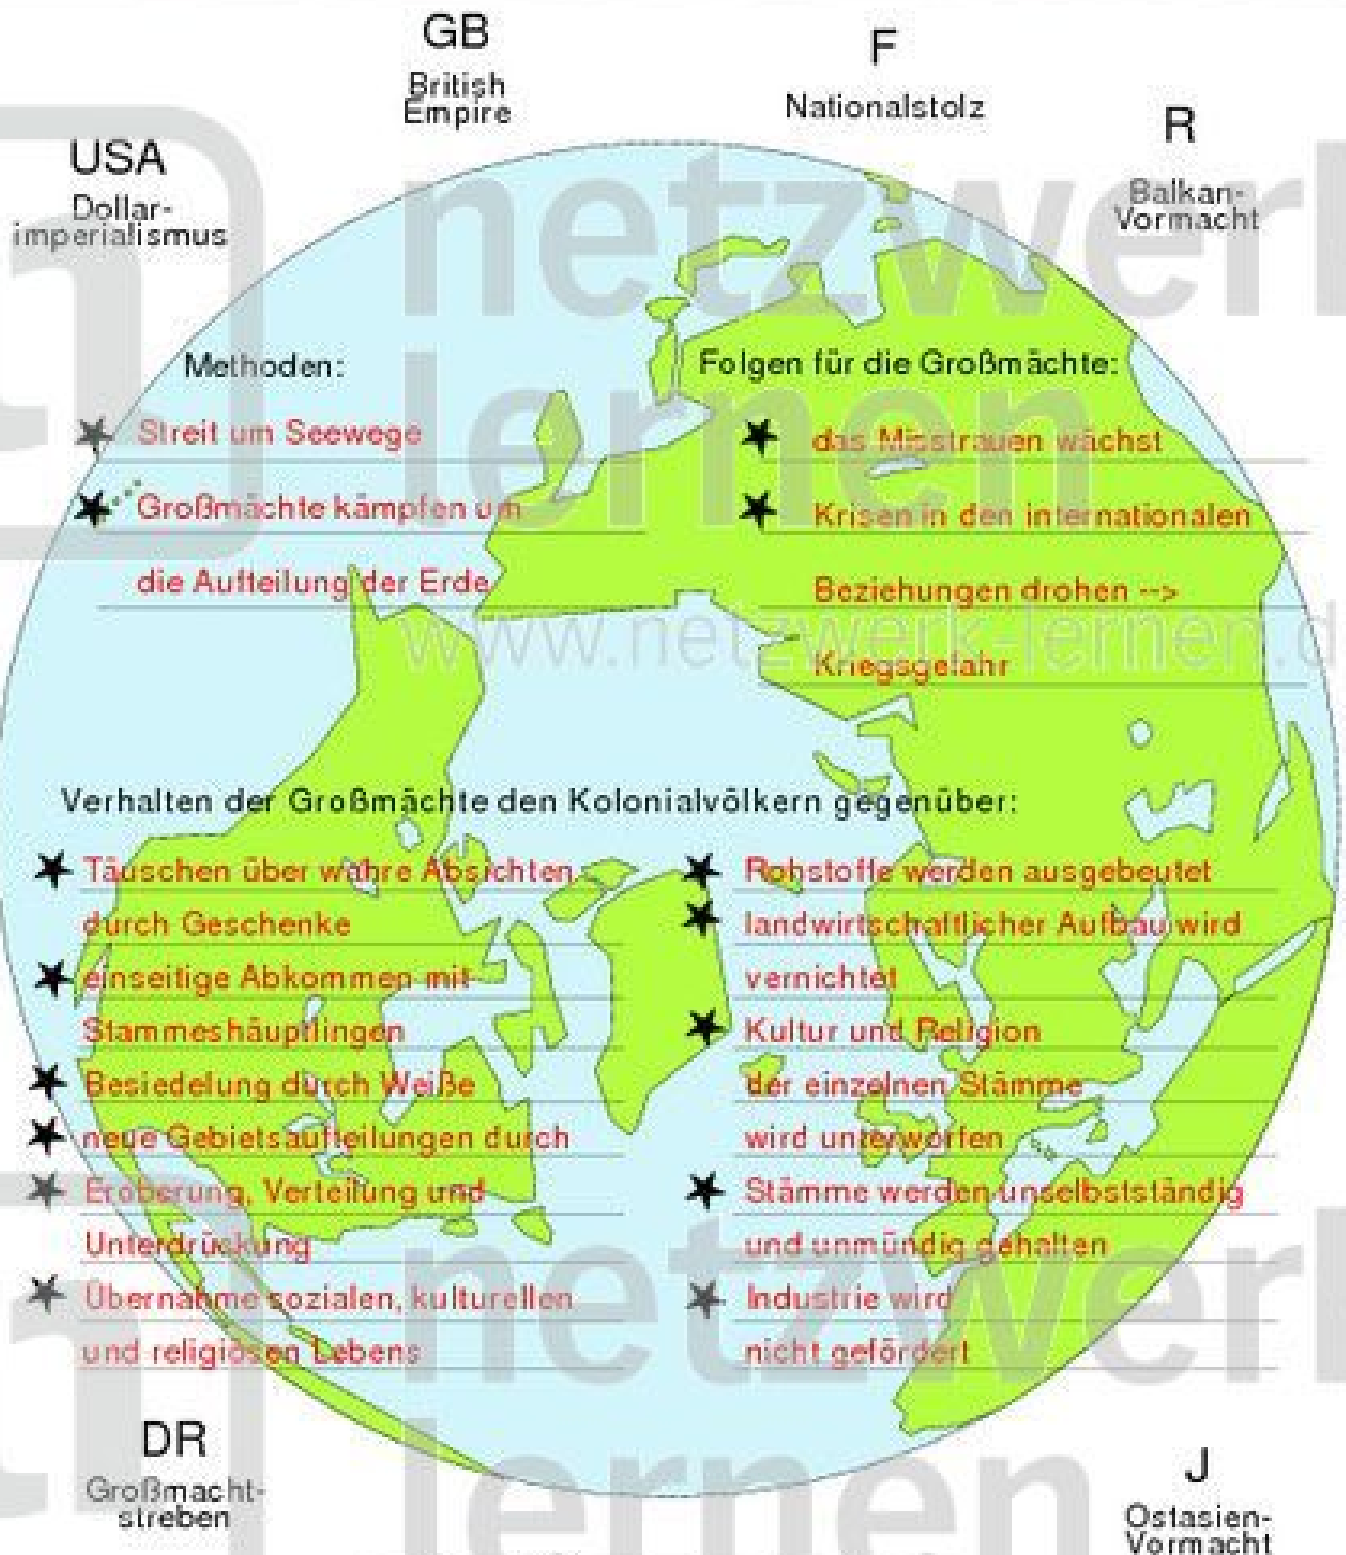 GB
British
Empire
F
Nationalstolz
R
Balkan-
Vormacht
USA
Dollar-
imperialismus
netzwerk
lernen
Methoden:
Streit um Seewege
Großmächte kämpfen um
die Aufteilung der Erde
Folgen für die Großmächte:
das Misstrauen wächst
Krisen in den internationalen
Beziehungen drohen -->
Kriegsgefahr
www.netzwerk-lernen.d
Verhalten der Großmächte den Kolonialvölkern gegenüber:
Täuschen über wahre Absichten
durch Geschenke
einseitige Abkommen mit
Stammeshäuptlingen
Besiedelung durch Weiße
neue Gebietsaufteilungen durch
Eroberung, Verteilung und
Unterdrückung
Übernahme sozialen, kulturellen
und religiösen Lebens
Rohstoffe werden ausgebeutet
landwirtschaftlicher Aufbau wird
vernichtet
Kultur und Religion
der einzelnen Stämme
wird unterworfen
Stämme werden unselbstständig
und unmündig gehalten
Industrie wird
nicht gefördert
netzwerk
lernen
DR
Großmacht-
streben
J
Ostasien-
Vormacht